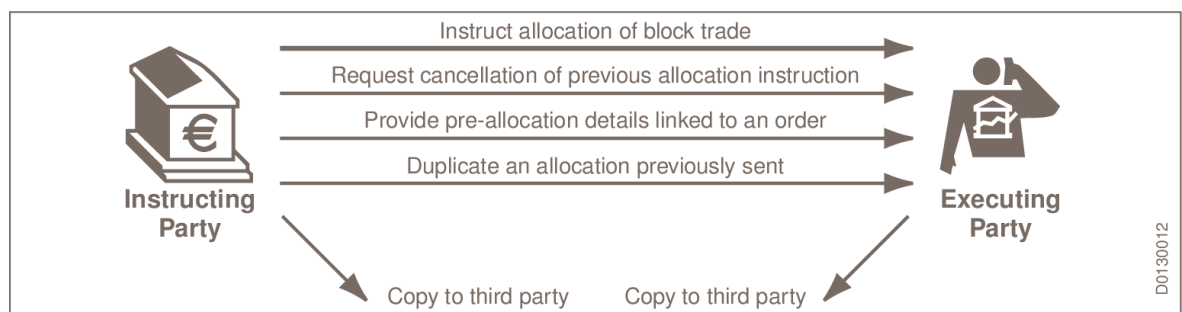 Instruct allocation of block trade
Request cancellation of previous allocation instruction
Provide pre-allocation details linked to an order
Duplicate an allocation previously sent
€
Instructing
Party
Executing
Party
Copy to third party
Copy to third party
D0130012